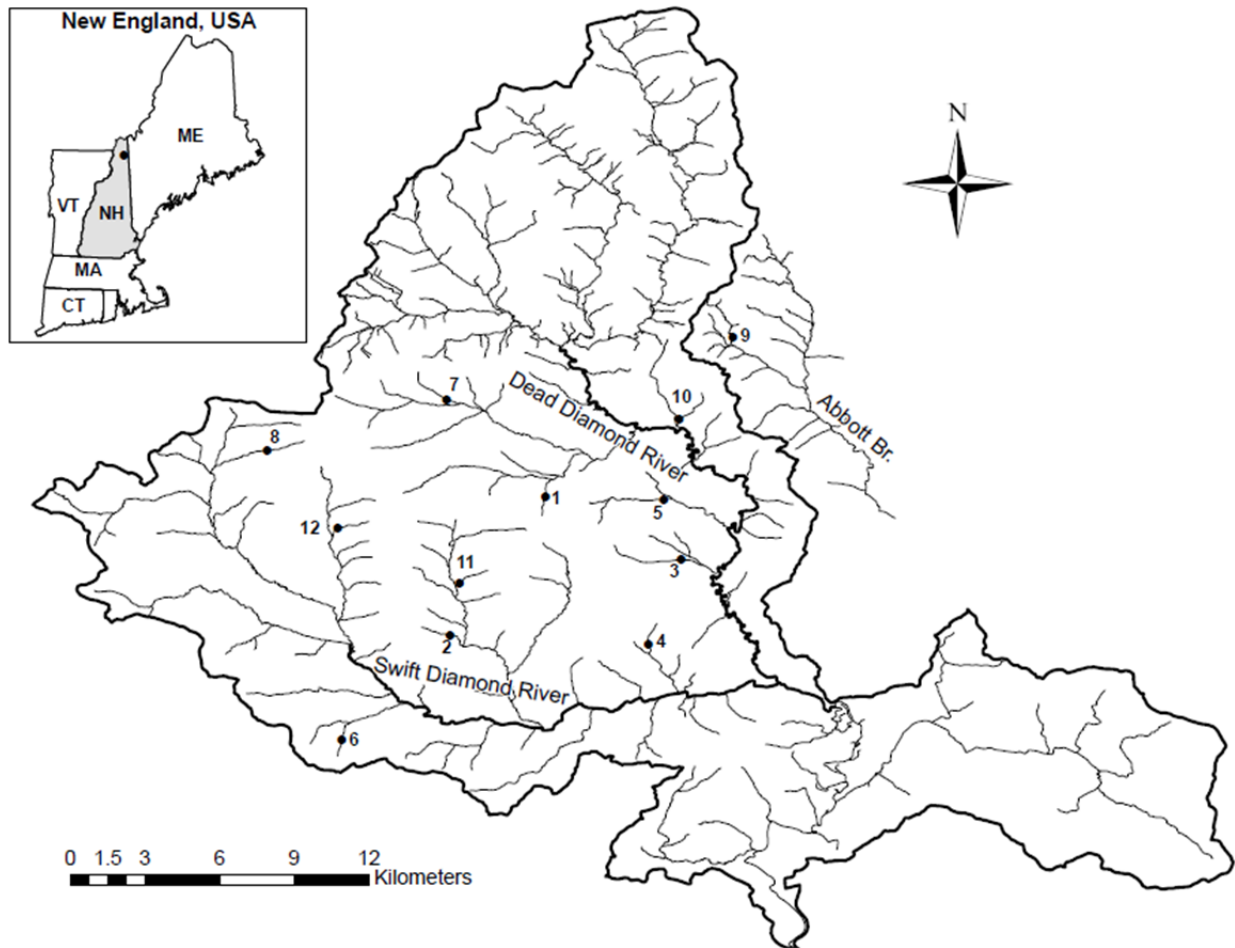 New England, USA
ME
VT
NH
MA
CT
N
9
7
10
Dead Diamond River
Abbott Br.
8
1
5
12
11
3
2
4
Swift Diamond River
6
0 1.5 3 6 9 12
Kilometers